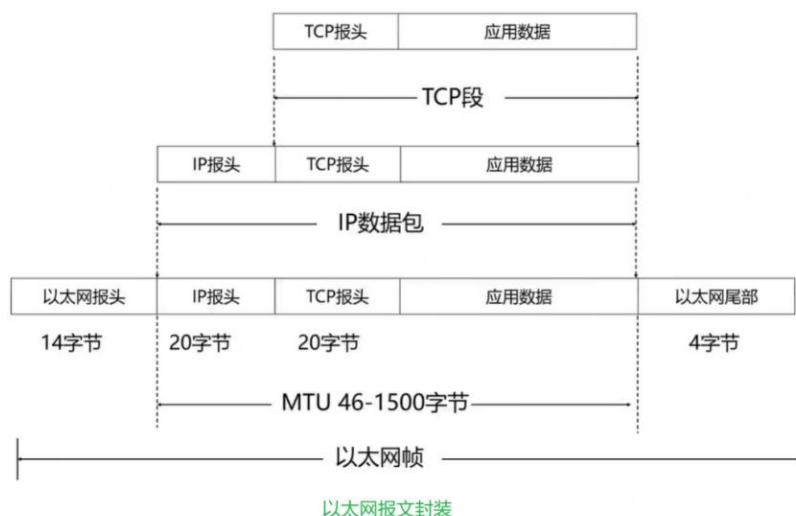 TCP报头 应用数据
TCP段
IP报头 TCP报头 应用数据
IP数据包
以太网报头 IP报头 TCP报头 应用数据 以太网尾部
14字节 20字节 20字节 4字节
MTU 46-1500字节
以太网帧
以太网报文封装